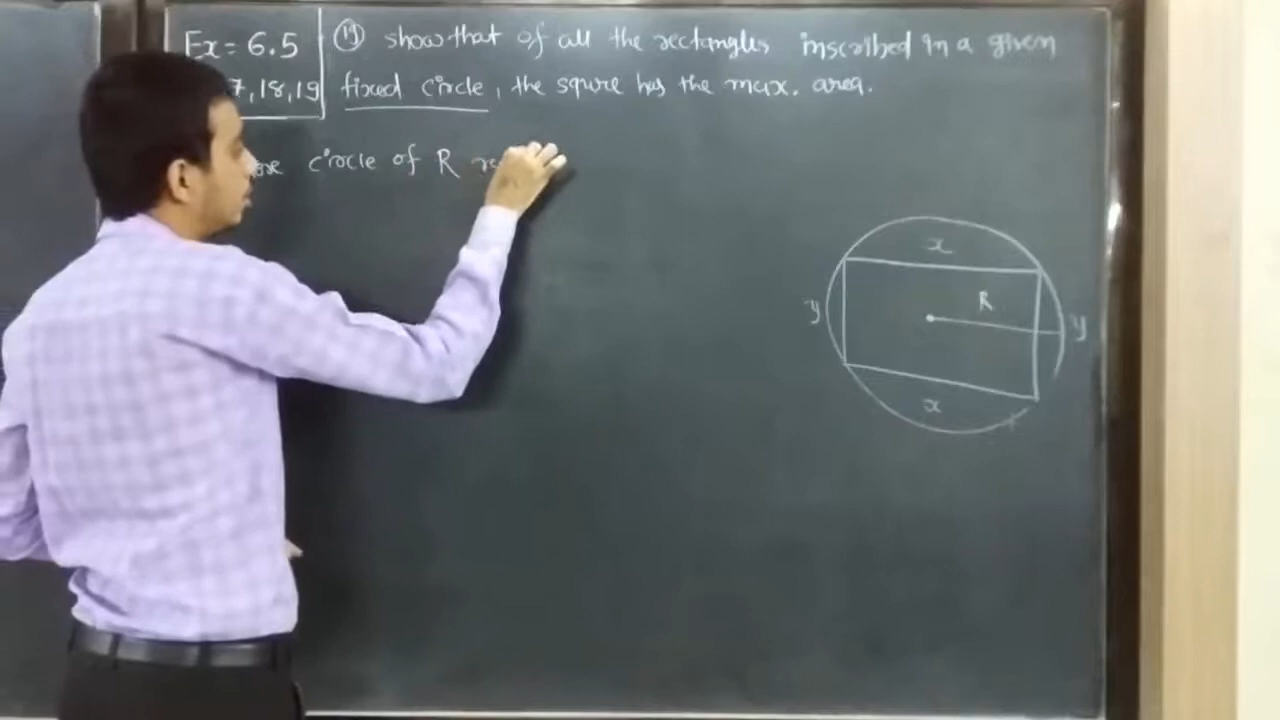 Ex = 6.5
7,18,19
(19) show that of all the rectangles inscribed in a given
fixed circle, the squre has the max. area.
circle of R
x
y
R
y
x